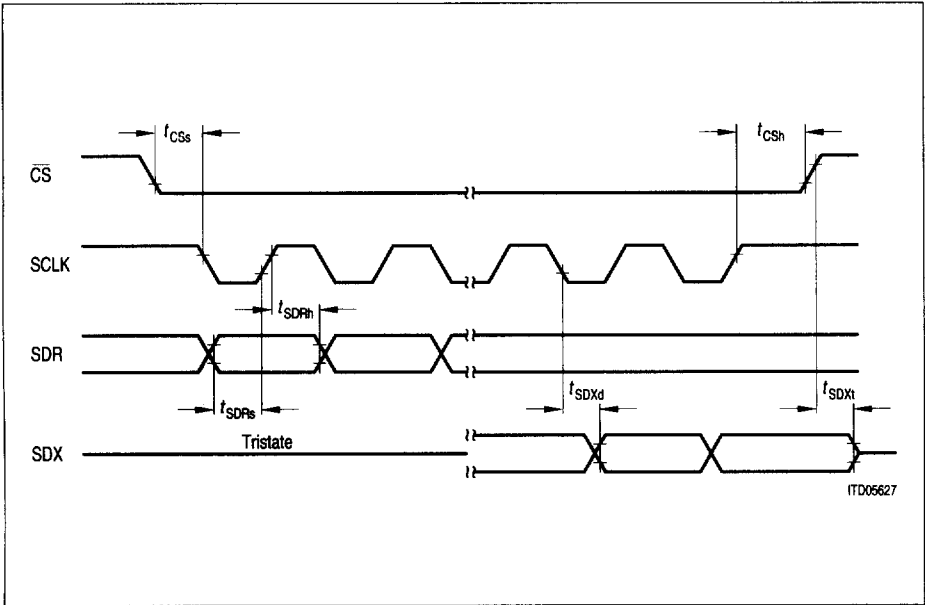 tCSs
tCSh
CS
SCLK
tSDRh
SDR
tSDRs
tSDXd
tSDXt
Tristate
SDX
ITD05627